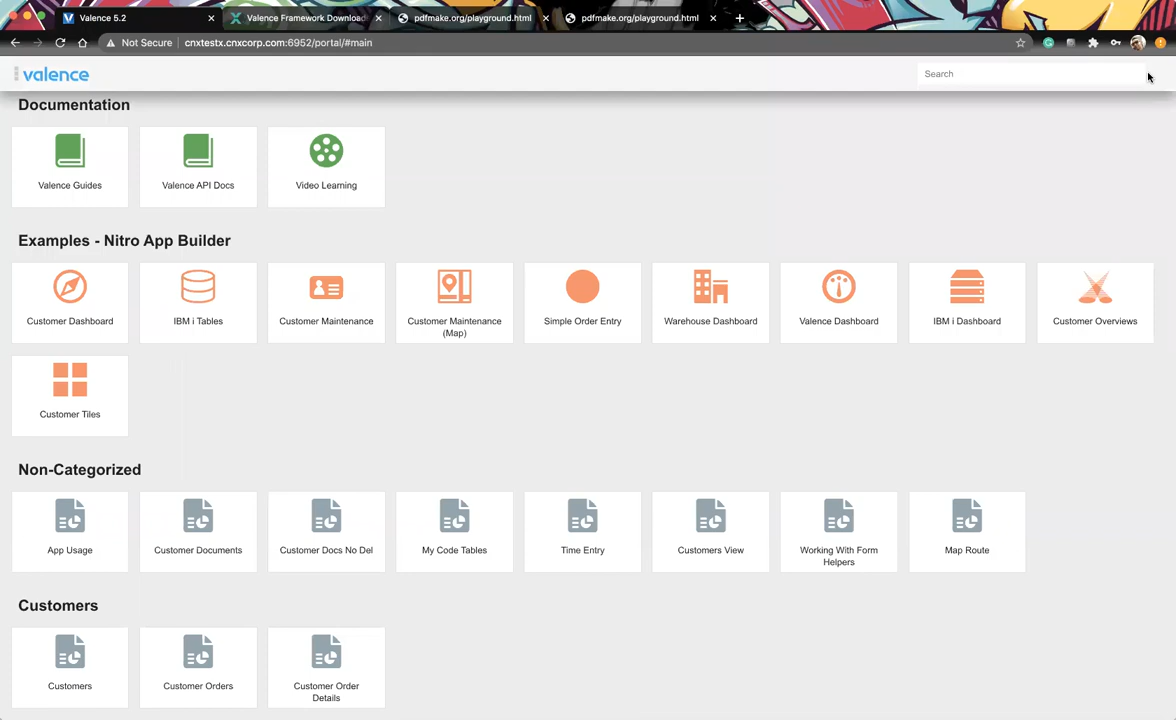 Valence 5.2
Valence Framework Download
pdfmake.org/playground.html
pdfmake.org/playground.html
Not Secure
cnxtestx.cnxcorp.com:6952/portal/#main
valence
Search
Documentation
Valence Guides
Valence API Docs
Video Learning
Examples - Nitro App Builder
Customer Dashboard
IBM i Tables
Customer Maintenance
Customer Maintenance
(Map)
Simple Order Entry
Warehouse Dashboard
Valence Dashboard
IBM i Dashboard
Customer Overviews
Customer Tiles
Non-Categorized
App Usage
Customer Documents
Customer Docs No Del
My Code Tables
Time Entry
Customers View
Working With Form
Helpers
Map Route
Customers
Customers
Customer Orders
Customer Order
Details